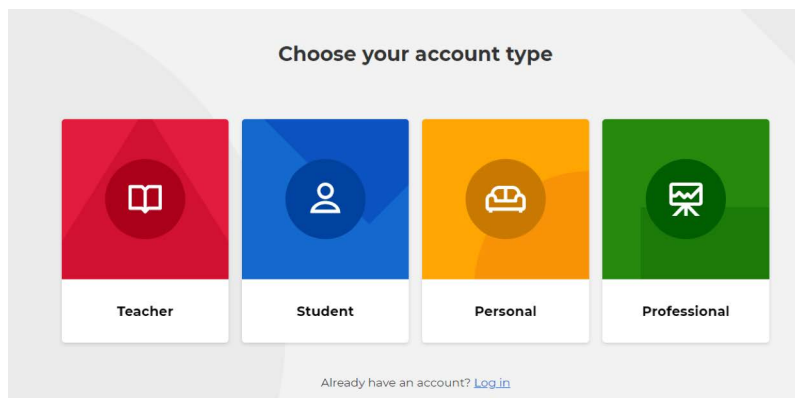 Choose your account type
Teacher
Student
Personal
Professional
Already have an account? Log in